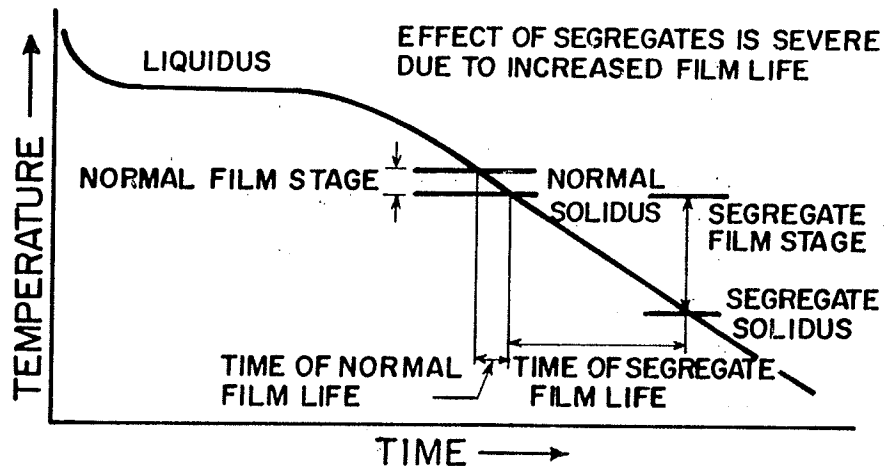 EFFECT OF SEGREGATES IS SEVERE
DUE TO INCREASED FILM LIFE
LIQUIDUS
NORMAL FILM STAGE
NORMAL
SOLIDUS
SEGREGATE
FILM STAGE
SEGREGATE
SOLIDUS
TIME OF NORMAL
FILM LIFE
TIME OF SEGREGATE
FILM LIFE
TEMPERATURE
TIME